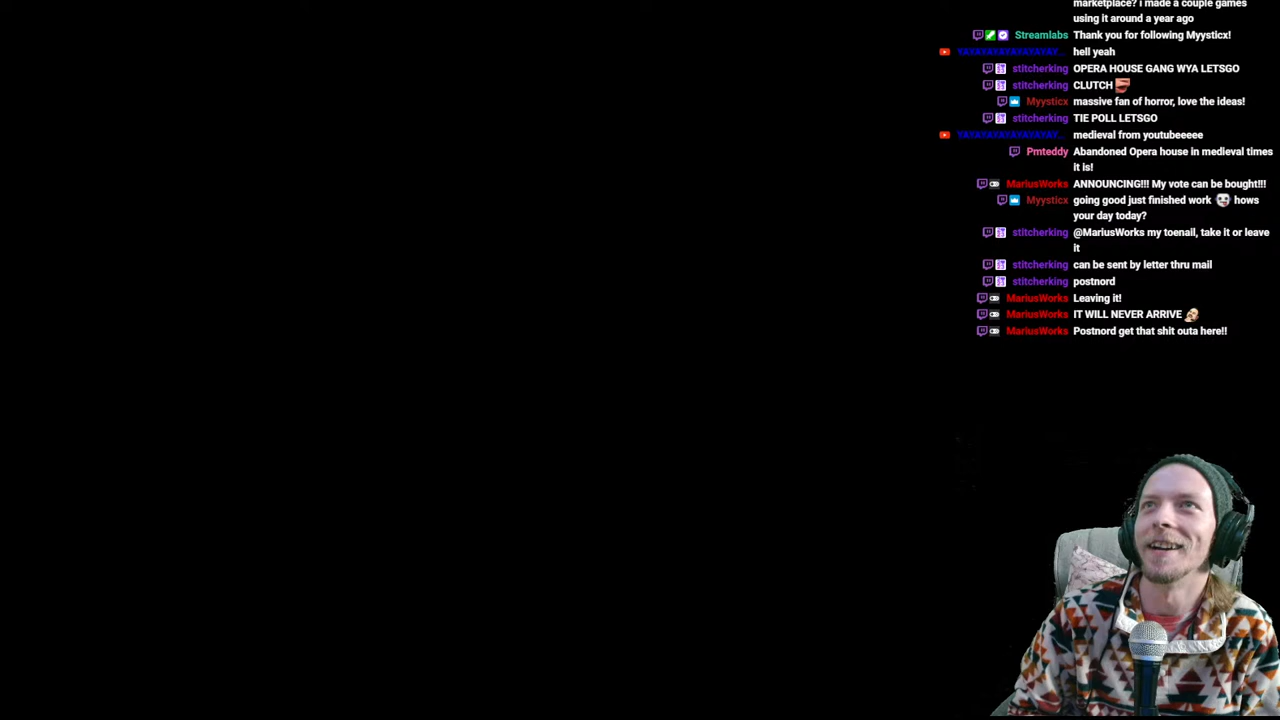 marketplace? i made a couple games
using it around a year ago
Streamlabs Thank you for following Myysticx!
YAYAYAYAYAYAYAYAY... hell yeah
stitcherking OPERA HOUSE GANG WYA LETSGO
stitcherking CLUTCH
Myysticx massive fan of horror, love the ideas!
stitcherking TIE POLL LETSGO
YAYAYAYAYAYAYAYAY... medieval from youtubeeeee
Pmteddy Abandoned Opera house in medieval times
it is!
MariusWorks ANNOUNCING!!! My vote can be bought!!!
Myysticx going good just finished work hows
your day today?
stitcherking @MariusWorks my toenail, take it or leave
it
stitcherking can be sent by letter thru mail
stitcherking postnord
MariusWorks Leaving it!
MariusWorks IT WILL NEVER ARRIVE
MariusWorks Postnord get that shit outa here!!